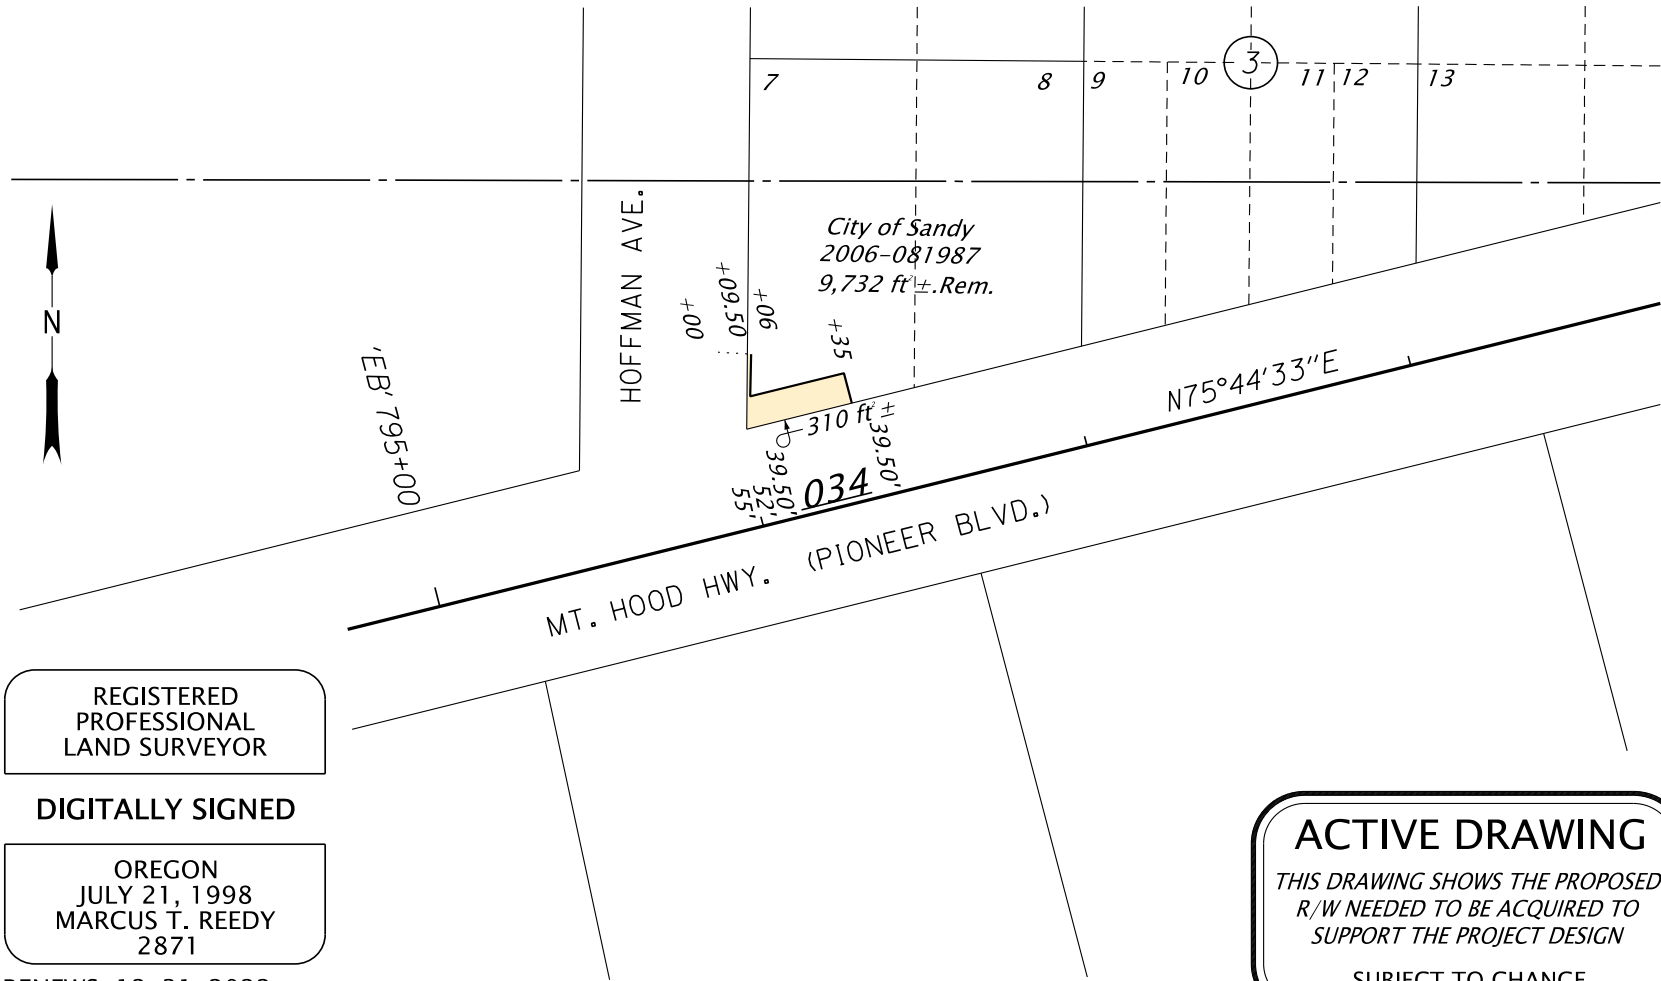 7
8
9
10
3
11
12
13
City of Sandy
2006-081987
9,732 ft²±.Rem.
HOFFMAN AVE.
N
+00
+09.50
+06
+35
'EB' 795+00
310 ft²±
39.50'
39.50'
52'
55'
034
N75°44'33"E
MT. HOOD HWY. (PIONEER BLVD.)
REGISTERED
PROFESSIONAL
LAND SURVEYOR
DIGITALLY SIGNED
OREGON
JULY 21, 1998
MARCUS T. REEDY
2871
ACTIVE DRAWING
THIS DRAWING SHOWS THE PROPOSED
R/W NEEDED TO BE ACQUIRED TO
SUPPORT THE PROJECT DESIGN
SUBJECT TO CHANGE